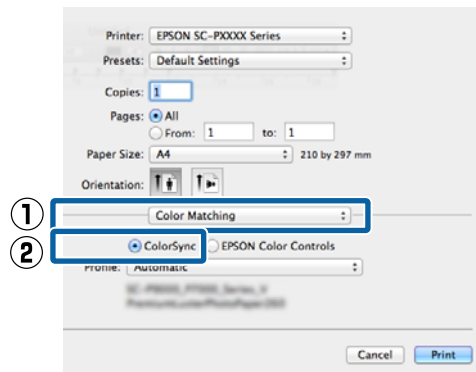 Printer: EPSON SC-PXXXX Series
Presets: Default Settings
Copies: 1
Pages: All
From: 1 to: 1
Paper Size: A4 210 by 297 mm
Orientation:
1 Color Matching
2 ColorSync EPSON Color Controls
Profile: Automatic
Cancel Print